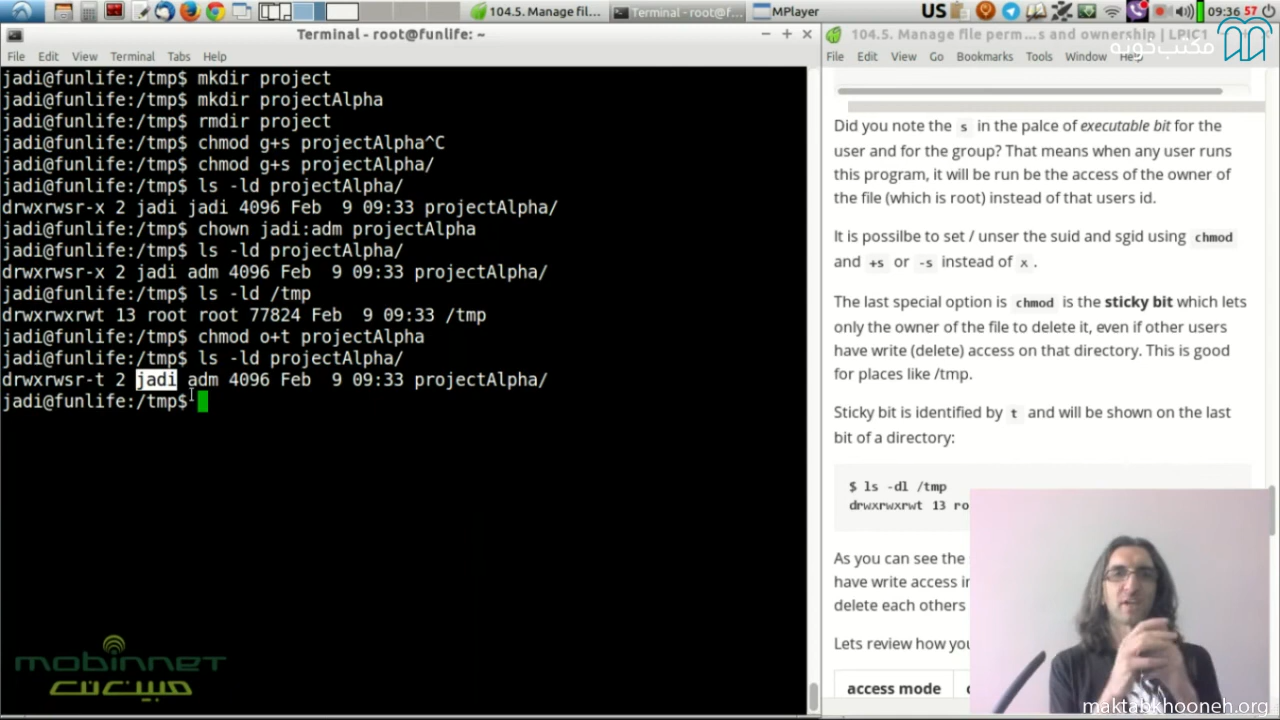 104.5. Manage fil...
Terminal - root@f...
MPlayer
US
09:36 57
Terminal - root@funlife: ~
File Edit View Terminal Tabs Help
jadi@funlife:/tmp$ mkdir project
jadi@funlife:/tmp$ mkdir projectAlpha
jadi@funlife:/tmp$ rmdir project
jadi@funlife:/tmp$ chmod g+s projectAlpha^C
jadi@funlife:/tmp$ chmod g+s projectAlpha/
jadi@funlife:/tmp$ ls -ld projectAlpha/
drwxrwsr-x 2 jadi jadi 4096 Feb  9 09:33 projectAlpha/
jadi@funlife:/tmp$ chown jadi:adm projectAlpha
jadi@funlife:/tmp$ ls -ld projectAlpha/
drwxrwsr-x 2 jadi adm 4096 Feb  9 09:33 projectAlpha/
jadi@funlife:/tmp$ ls -ld /tmp
drwxrwxrwt 13 root root 77824 Feb  9 09:33 /tmp
jadi@funlife:/tmp$ chmod o+t projectAlpha
jadi@funlife:/tmp$ ls -ld projectAlpha/
drwxrwsr-t 2 jadi adm 4096 Feb  9 09:33 projectAlpha/
jadi@funlife:/tmp$
mobinnet
مبین نت
104.5. Manage file perm...s and ownership | LPIC1
مکتب خونه
File Edit View Go Bookmarks Tools Window Help
Did you note the s in the palce of executable bit for the
user and for the group? That means when any user runs
this program, it will be run be the access of the owner of
the file (which is root) instead of that users id.
It is possilbe to set / unser the suid and sgid using chmod
and +s or -s instead of x .
The last special option is chmod is the sticky bit which lets
only the owner of the file to delete it, even if other users
have write (delete) access on that directory. This is good
for places like /tmp.
Sticky bit is identified by t and will be shown on the last
bit of a directory:
$ ls -dl /tmp
drwxrwxrwt 13 ro
As you can see the
have write access i
delete each others
Lets review how you
access mode
maktabkhooneh.org